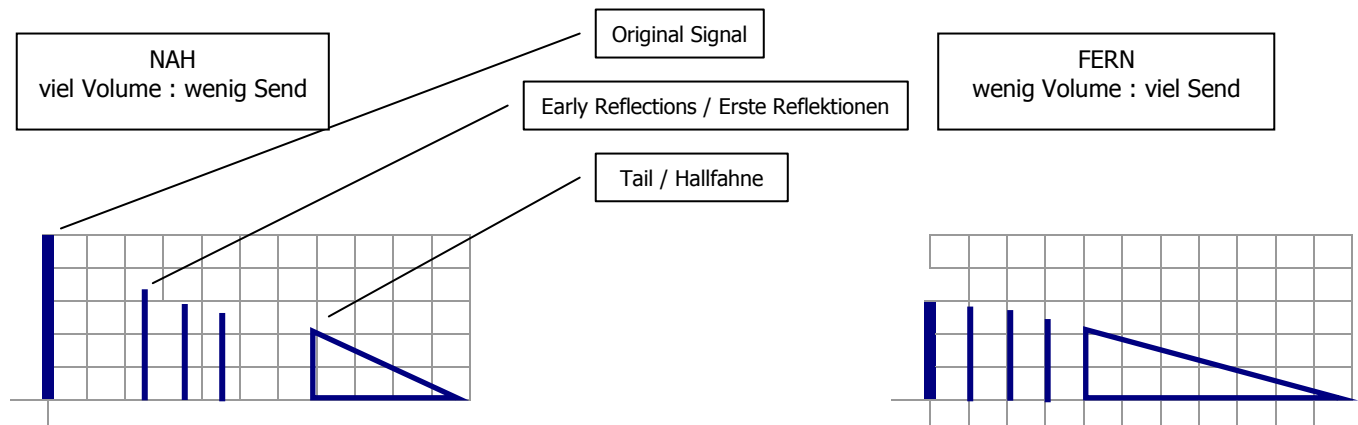 NAH
viel Volume : wenig Send
Original Signal
Early Reflections / Erste Reflektionen
Tail / Hallfahne
FERN
wenig Volume : viel Send